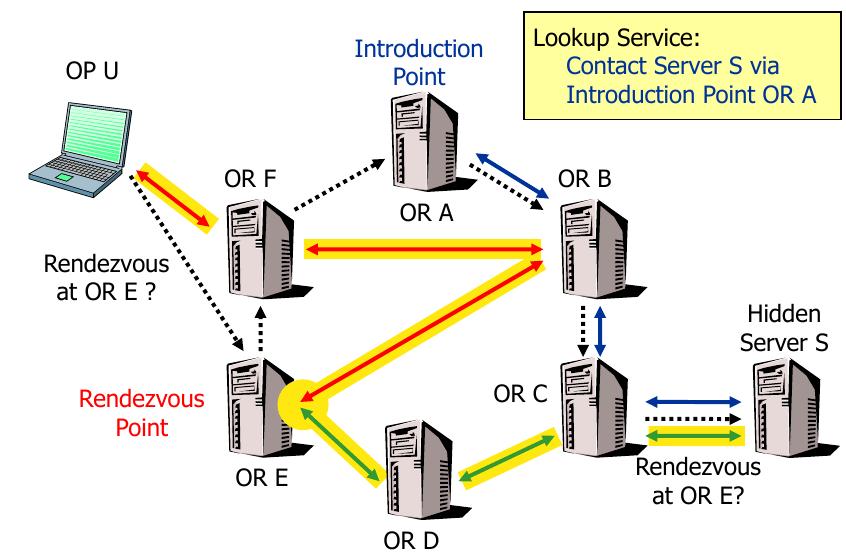 Lookup Service:
Contact Server S via
Introduction Point OR A
Introduction
Point
OP U
OR F
OR A
OR B
Rendezvous
at OR E ?
Hidden
Server S
Rendezvous
Point
OR C
OR E
Rendezvous
at OR E?
OR D